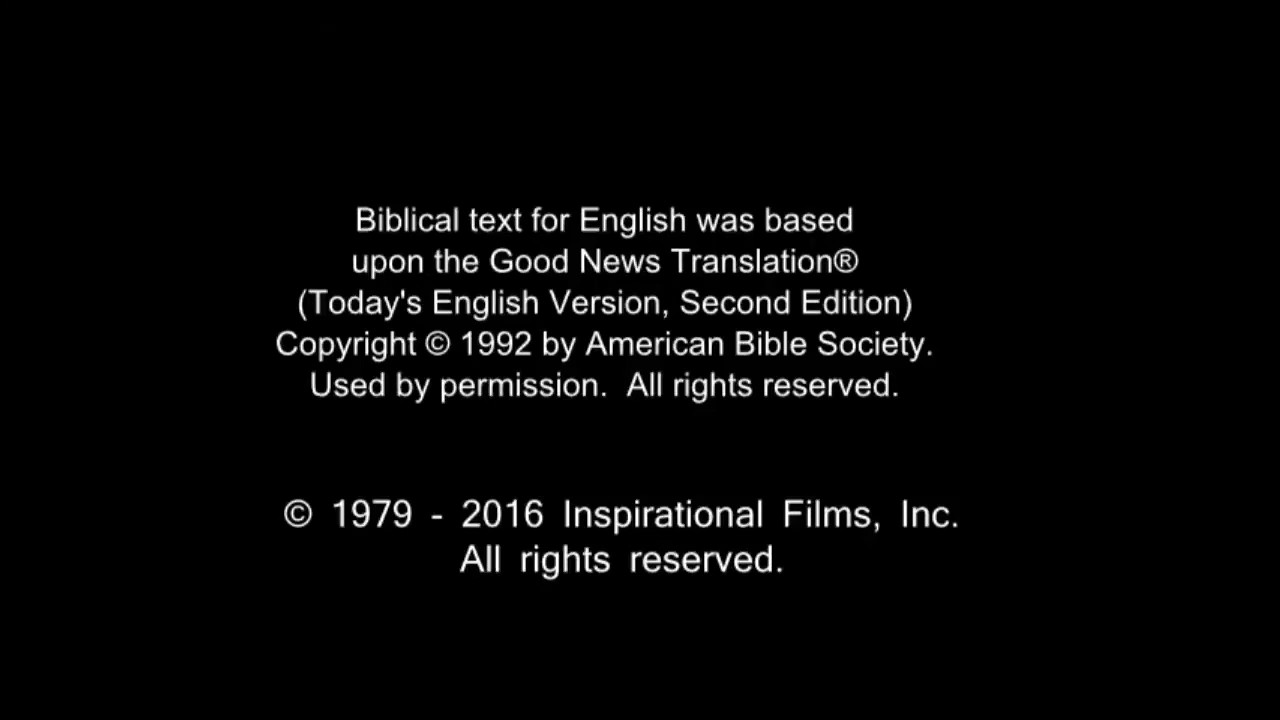 Biblical text for English was based
upon the Good News Translation®
(Today's English Version, Second Edition)
Copyright © 1992 by American Bible Society.
Used by permission.  All rights reserved.
© 1979 - 2016 Inspirational Films, Inc.
All rights reserved.